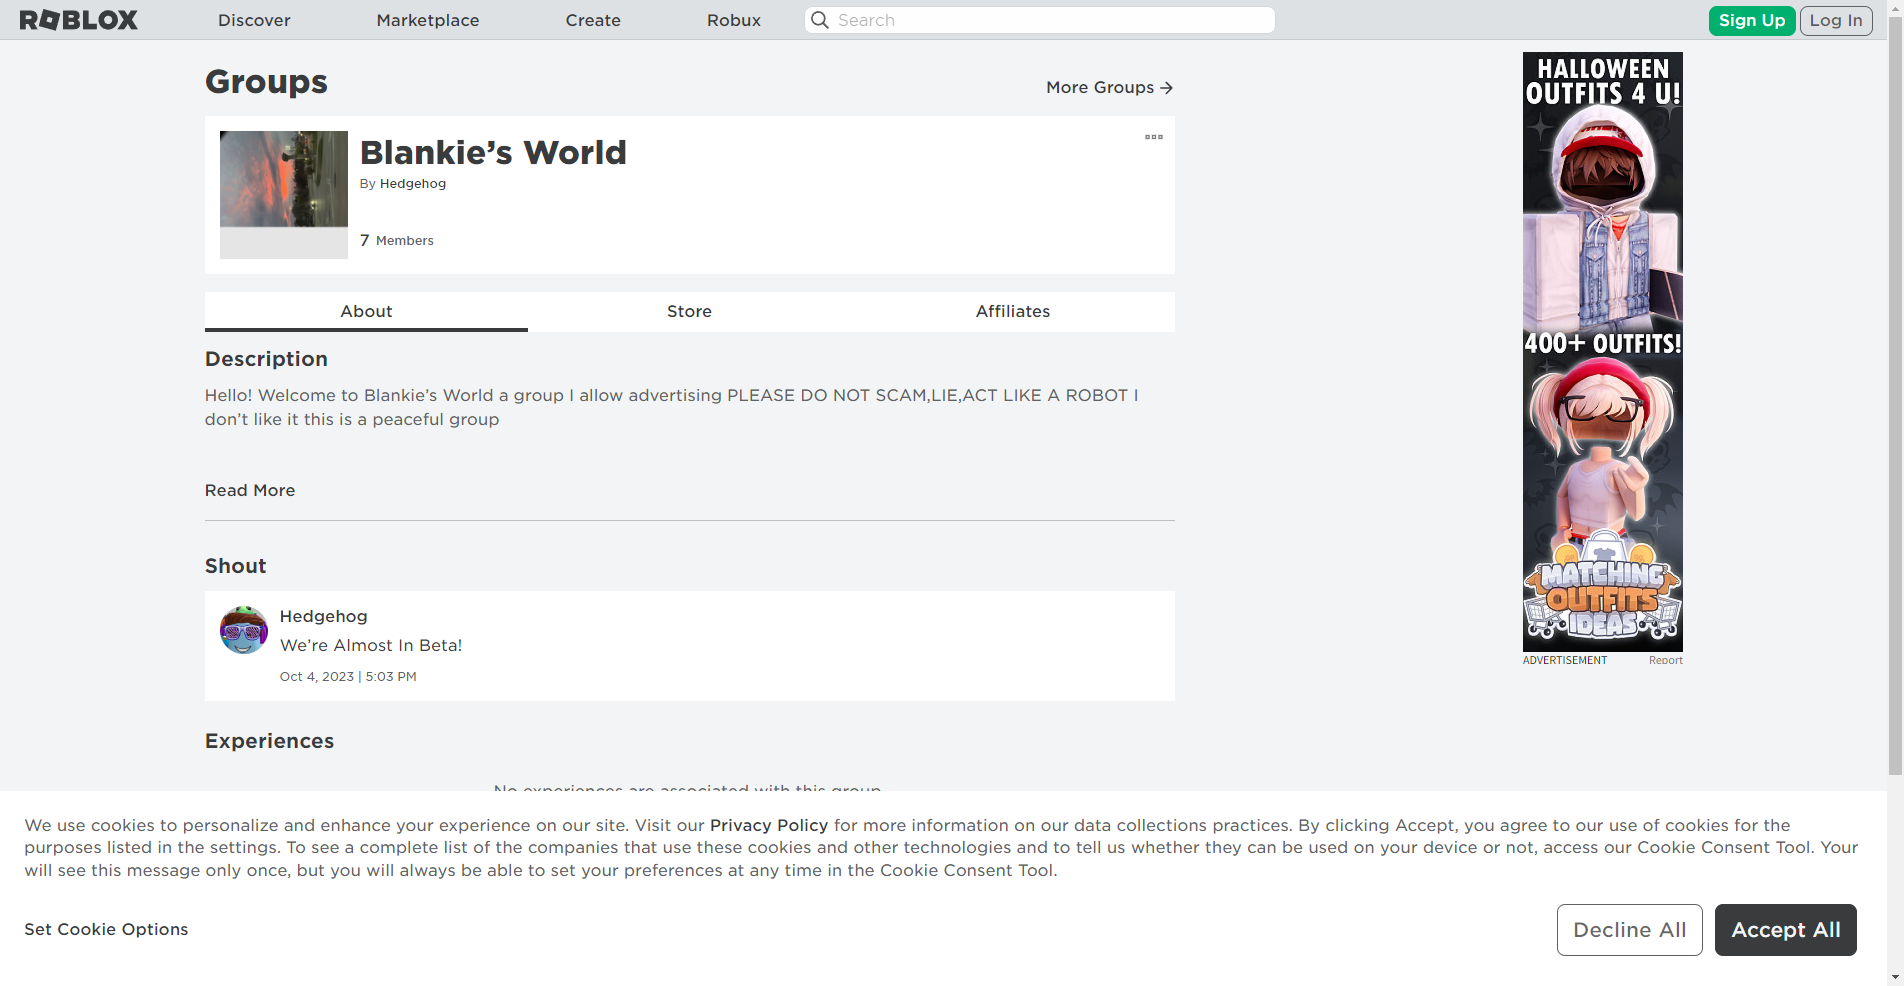 ROBLOX
Discover
Marketplace
Create
Robux
Search
Sign Up
Log In
Groups
More Groups
Blankie’s World
By Hedgehog
7 Members
About
Store
Affiliates
Description
Hello! Welcome to Blankie’s World a group I allow advertising PLEASE DO NOT SCAM,LIE,ACT LIKE A ROBOT I
don’t like it this is a peaceful group
Read More
Shout
Hedgehog
We’re Almost In Beta!
Oct 4, 2023 | 5:03 PM
Experiences
No experiences are associated with this group
HALLOWEEN
OUTFITS 4 U!
400+ OUTFITS!
MATCHING
OUTFITS
IDEAS
ADVERTISEMENT
Report
We use cookies to personalize and enhance your experience on our site. Visit our Privacy Policy for more information on our data collections practices. By clicking Accept, you agree to our use of cookies for the
purposes listed in the settings. To see a complete list of the companies that use these cookies and other technologies and to tell us whether they can be used on your device or not, access our Cookie Consent Tool. Your
will see this message only once, but you will always be able to set your preferences at any time in the Cookie Consent Tool.
Set Cookie Options
Decline All
Accept All